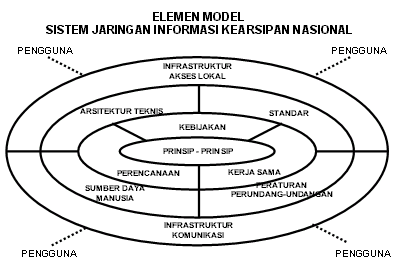 ELEMEN MODEL
SISTEM JARINGAN INFORMASI KEARSIPAN NASIONAL
PENGGUNA
PENGGUNA
INFRASTRUKTUR
AKSES LOKAL
ARSITEKTUR TEKNIS
STANDAR
KEBIJAKAN
PRINSIP - PRINSIP
PERENCANAAN
KERJA SAMA
SUMBER DAYA
MANUSIA
PERATURAN
PERUNDANG-UNDANGAN
INFRASTRUKTUR
KOMUNIKASI
PENGGUNA
PENGGUNA